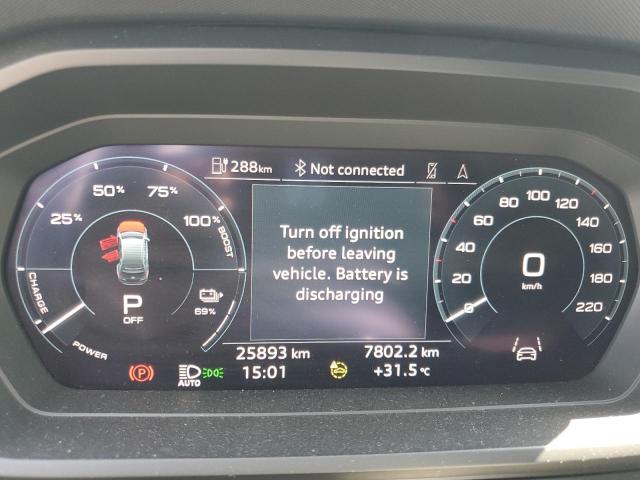 288km
Not connected
50%
75%
25%
100%
BOOST
CHARGE
POWER
P
OFF
69%
Turn off ignition
before leaving
vehicle. Battery is
discharging
0
20
40
60
80
100
120
140
160
180
220
0
km/h
25893 km
7802.2 km
P
AUTO
15:01
+31.5 °C